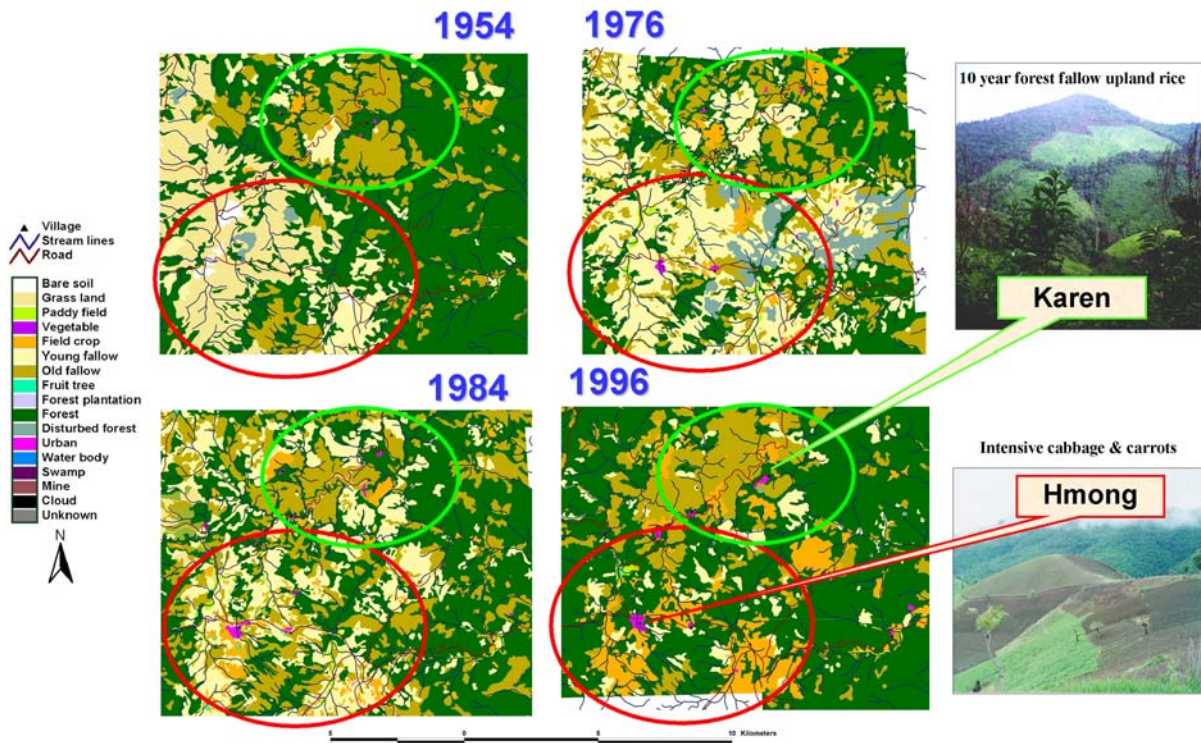 1954
1976
10 year forest fallow upland rice
Village
Stream lines
Road
Bare soil
Grass land
Paddy field
Vegetable
Field crop
Young fallow
Old fallow
Fruit tree
Forest plantation
Forest
Disturbed forest
Urban
Water body
Swamp
Mine
Cloud
Unknown
N
Karen
1984
1996
Intensive cabbage & carrots
Hmong
5 0 5 10 Kilometers